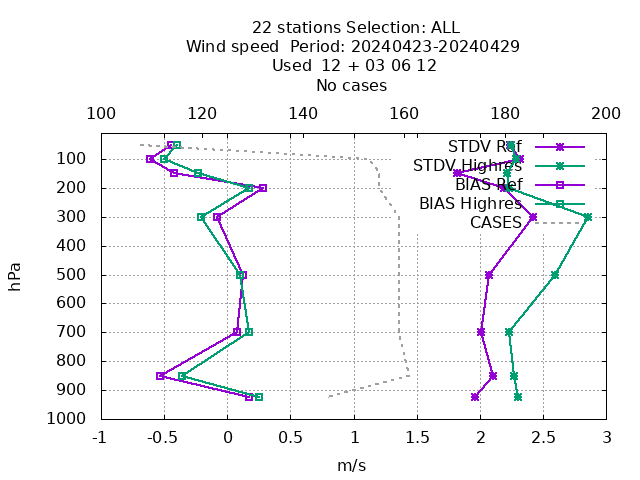 22 stations Selection: ALL
Wind speed  Period: 20240423-20240429
Used  12 + 03 06 12
No cases
100 120 140 160 180 200
STDV Ref
STDV Highres
BIAS Ref
BIAS Highres
CASES
100
200
300
400
500
600
700
800
900
1000
hPa
-1 -0.5 0 0.5 1 1.5 2 2.5 3
m/s